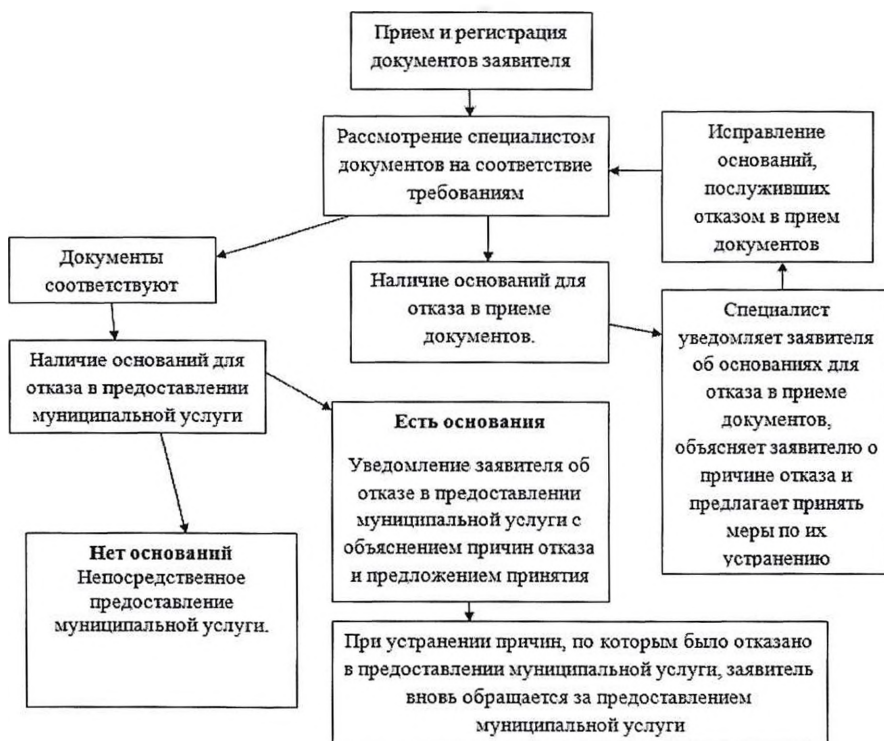 Прием и регистрация
документов заявителя
Рассмотрение специалистом
документов на соответствие
требованиям
Исправление
оснований,
послуживших
отказом в прием
документов
Документы
соответствуют
Наличие оснований для
отказа в приеме
документов.
Специалист
уведомляет заявителя
об основаниях для
отказа в приеме
документов,
объясняет заявителю о
причине отказа и
предлагает принять
меры по их
устранению
Наличие оснований для
отказа в предоставлении
муниципальной услуги
Есть основания
Уведомление заявителя об
отказе в предоставлении
муниципальной услуги с
объяснением причин отказа
и предложением принятия
Нет оснований
Непосредственное
предоставление
муниципальной услуги.
При устранении причин, по которым было отказано
в предоставлении муниципальной услуги, заявитель
вновь обращается за предоставлением
муниципальной услуги